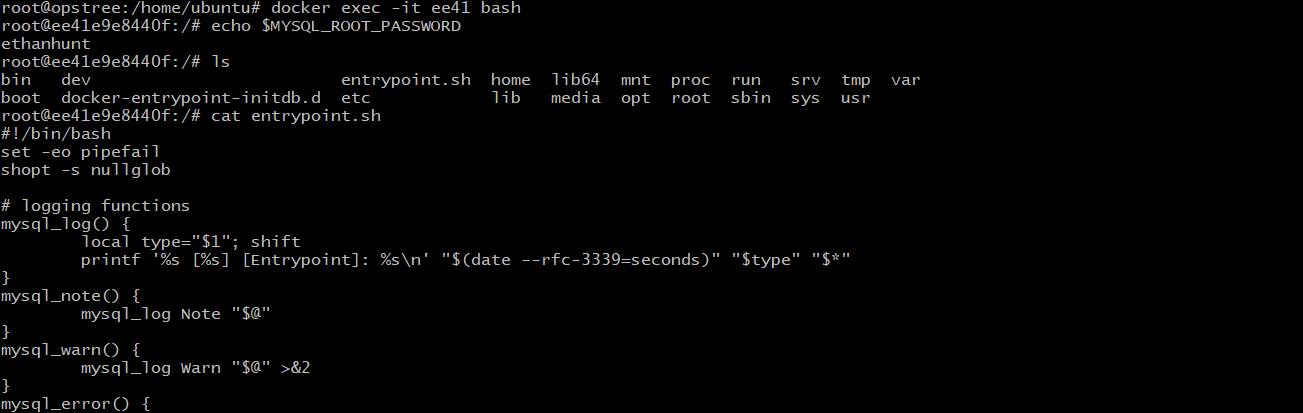 root@opstree:/home/ubuntu# docker exec -it ee41 bash
root@ee41e9e8440f:/# echo $MYSQL_ROOT_PASSWORD
ethanhunt
root@ee41e9e8440f:/# ls
bin   dev                         entrypoint.sh  home  lib64  mnt  proc  run   srv  tmp  var
boot  docker-entrypoint-initdb.d  etc            lib   media  opt  root  sbin  sys  usr
root@ee41e9e8440f:/# cat entrypoint.sh
#!/bin/bash
set -eo pipefail
shopt -s nullglob

# logging functions
mysql_log() {
        local type="$1"; shift
        printf '%s [%s] [Entrypoint]: %s\n' "$(date --rfc-3339=seconds)" "$type" "$*"
}
mysql_note() {
        mysql_log Note "$@"
}
mysql_warn() {
        mysql_log Warn "$@" >&2
}
mysql_error() {